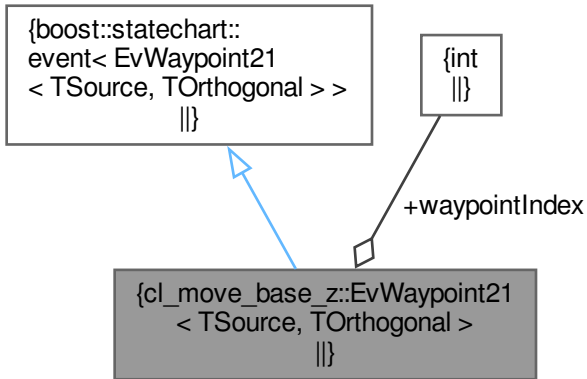 {boost::statechart::
event< EvWaypoint21
< TSource, TOrthogonal > >
||}
{int
||}
+waypointIndex
{cl_move_base_z::EvWaypoint21
< TSource, TOrthogonal >
||}